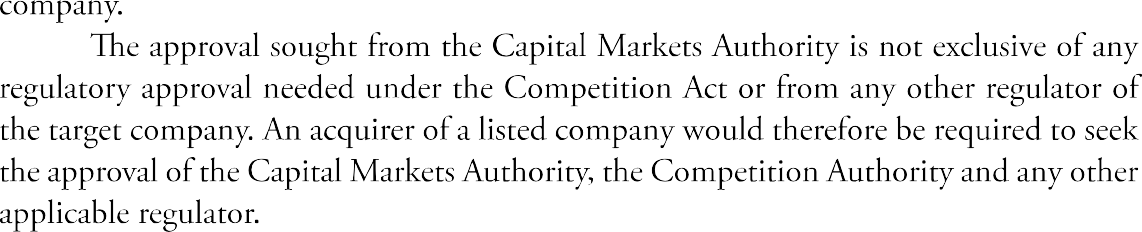 company.
The approval sought from the Capital Markets Authority is not exclusive of any
regulatory approval needed under the Competition Act or from any other regulator of
the target company. An acquirer of a listed company would therefore be required to seek
the approval of the Capital Markets Authority, the Competition Authority and any other
applicable regulator.